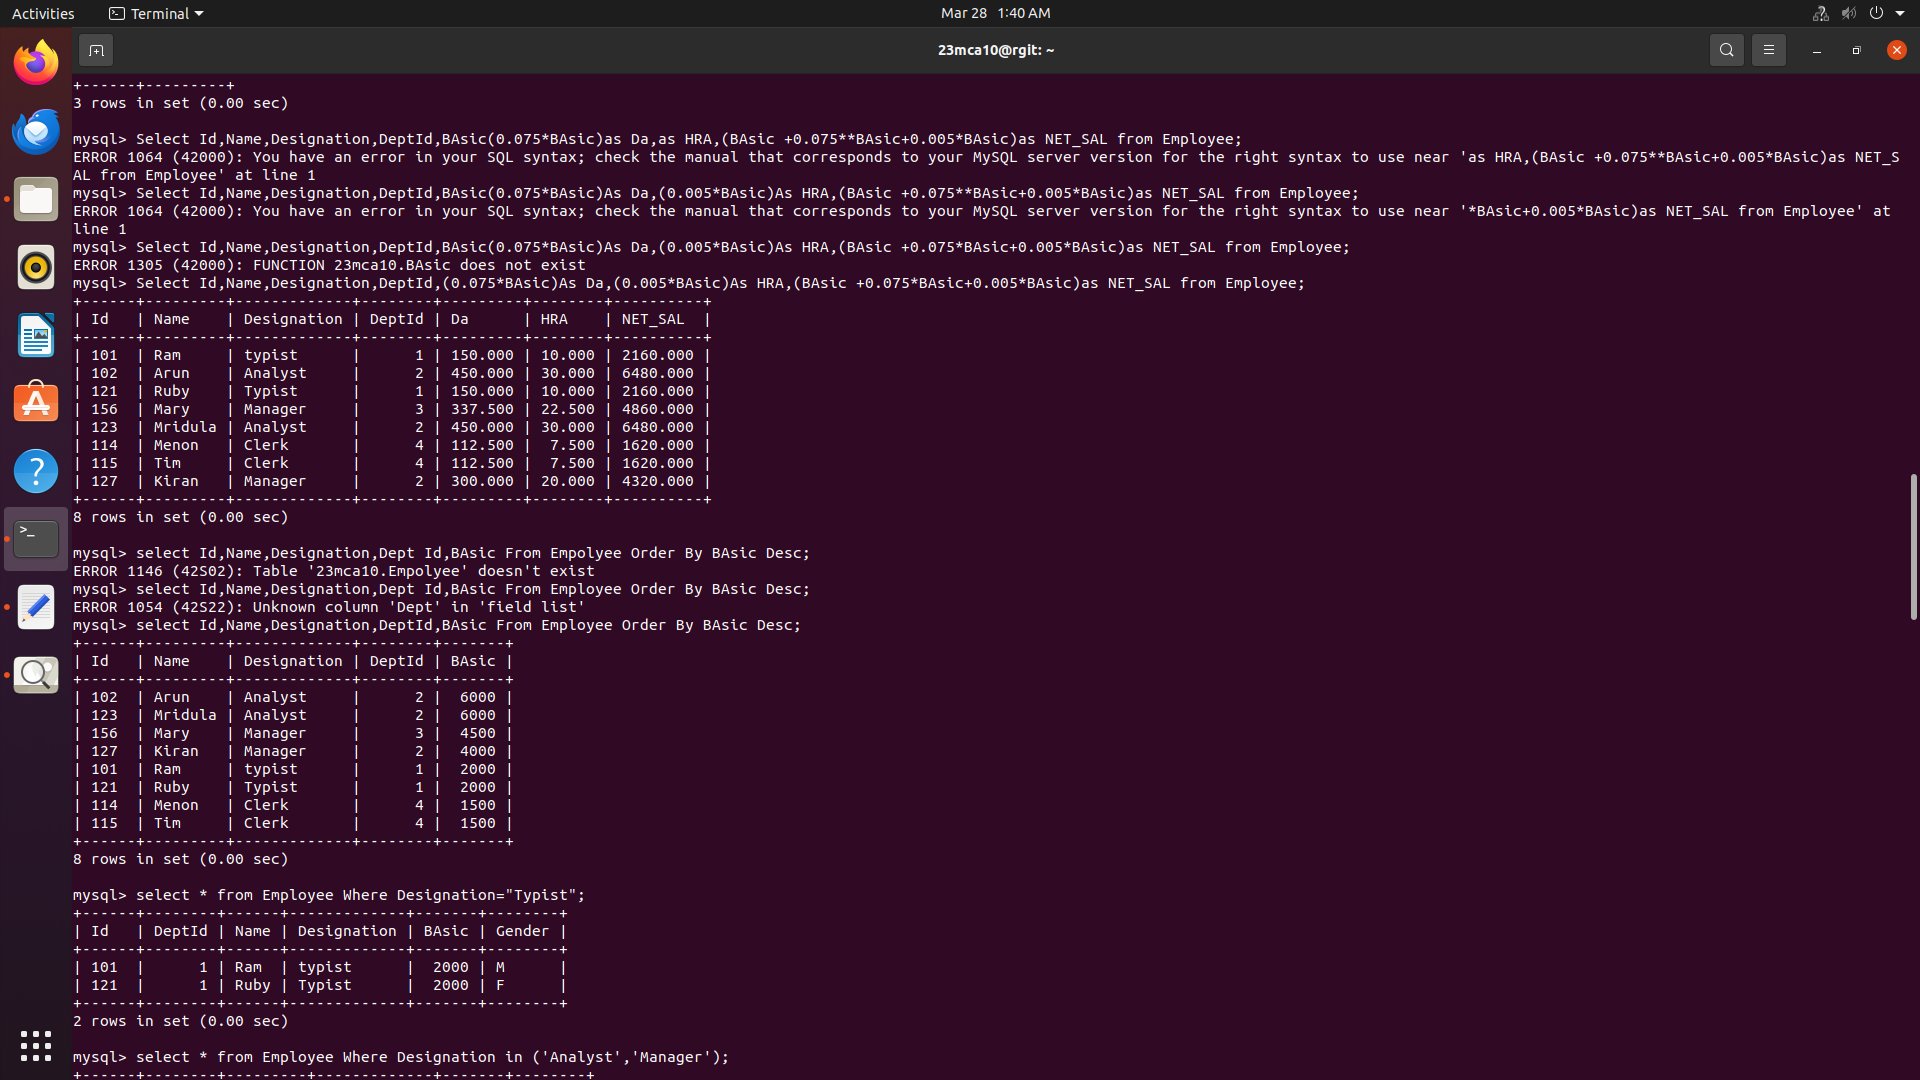 Activities Terminal Mar 28 1:40 AM
23mca10@rgit: ~
+------+---------+
3 rows in set (0.00 sec)
mysql> Select Id,Name,Designation,DeptId,BAsic(0.075*BAsic)as Da,as HRA,(BAsic +0.075**BAsic+0.005*BAsic)as NET_SAL from Employee;
ERROR 1064 (42000): You have an error in your SQL syntax; check the manual that corresponds to your MySQL server version for the right syntax to use near 'as HRA,(BAsic +0.075**BAsic+0.005*BAsic)as NET_S
AL from Employee' at line 1
mysql> Select Id,Name,Designation,DeptId,BAsic(0.075*BAsic)As Da,(0.005*BAsic)As HRA,(BAsic +0.075**BAsic+0.005*BAsic)as NET_SAL from Employee;
ERROR 1064 (42000): You have an error in your SQL syntax; check the manual that corresponds to your MySQL server version for the right syntax to use near '*BAsic+0.005*BAsic)as NET_SAL from Employee' at
line 1
mysql> Select Id,Name,Designation,DeptId,BAsic(0.075*BAsic)As Da,(0.005*BAsic)As HRA,(BAsic +0.075*BAsic+0.005*BAsic)as NET_SAL from Employee;
ERROR 1305 (42000): FUNCTION 23mca10.BAsic does not exist
mysql> Select Id,Name,Designation,DeptId,(0.075*BAsic)As Da,(0.005*BAsic)As HRA,(BAsic +0.075*BAsic+0.005*BAsic)as NET_SAL from Employee;
+------+---------+-------------+--------+---------+--------+----------+
| Id   | Name    | Designation | DeptId | Da      | HRA    | NET_SAL  |
+------+---------+-------------+--------+---------+--------+----------+
| 101  | Ram     | typist      |      1 | 150.000 | 10.000 | 2160.000 |
| 102  | Arun    | Analyst     |      2 | 450.000 | 30.000 | 6480.000 |
| 121  | Ruby    | Typist      |      1 | 150.000 | 10.000 | 2160.000 |
| 156  | Mary    | Manager     |      3 | 337.500 | 22.500 | 4860.000 |
| 123  | Mridula | Analyst     |      2 | 450.000 | 30.000 | 6480.000 |
| 114  | Menon   | Clerk       |      4 | 112.500 |  7.500 | 1620.000 |
| 115  | Tim     | Clerk       |      4 | 112.500 |  7.500 | 1620.000 |
| 127  | Kiran   | Manager     |      2 | 300.000 | 20.000 | 4320.000 |
+------+---------+-------------+--------+---------+--------+----------+
8 rows in set (0.00 sec)
mysql> select Id,Name,Designation,Dept Id,BAsic From Empolyee Order By BAsic Desc;
ERROR 1146 (42S02): Table '23mca10.Empolyee' doesn't exist
mysql> select Id,Name,Designation,Dept Id,BAsic From Employee Order By BAsic Desc;
ERROR 1054 (42S22): Unknown column 'Dept' in 'field list'
mysql> select Id,Name,Designation,DeptId,BAsic From Employee Order By BAsic Desc;
+------+---------+-------------+--------+-------+
| Id   | Name    | Designation | DeptId | BAsic |
+------+---------+-------------+--------+-------+
| 102  | Arun    | Analyst     |      2 |  6000 |
| 123  | Mridula | Analyst     |      2 |  6000 |
| 156  | Mary    | Manager     |      3 |  4500 |
| 127  | Kiran   | Manager     |      2 |  4000 |
| 101  | Ram     | typist      |      1 |  2000 |
| 121  | Ruby    | Typist      |      1 |  2000 |
| 114  | Menon   | Clerk       |      4 |  1500 |
| 115  | Tim     | Clerk       |      4 |  1500 |
+------+---------+-------------+--------+-------+
8 rows in set (0.00 sec)
mysql> select * from Employee Where Designation="Typist";
+------+--------+------+-------------+-------+--------+
| Id   | DeptId | Name | Designation | BAsic | Gender |
+------+--------+------+-------------+-------+--------+
| 101  |      1 | Ram  | typist      |  2000 | M      |
| 121  |      1 | Ruby | Typist      |  2000 | F      |
+------+--------+------+-------------+-------+--------+
2 rows in set (0.00 sec)
mysql> select * from Employee Where Designation in ('Analyst','Manager');
+------+--------+---------+-------------+-------+--------+